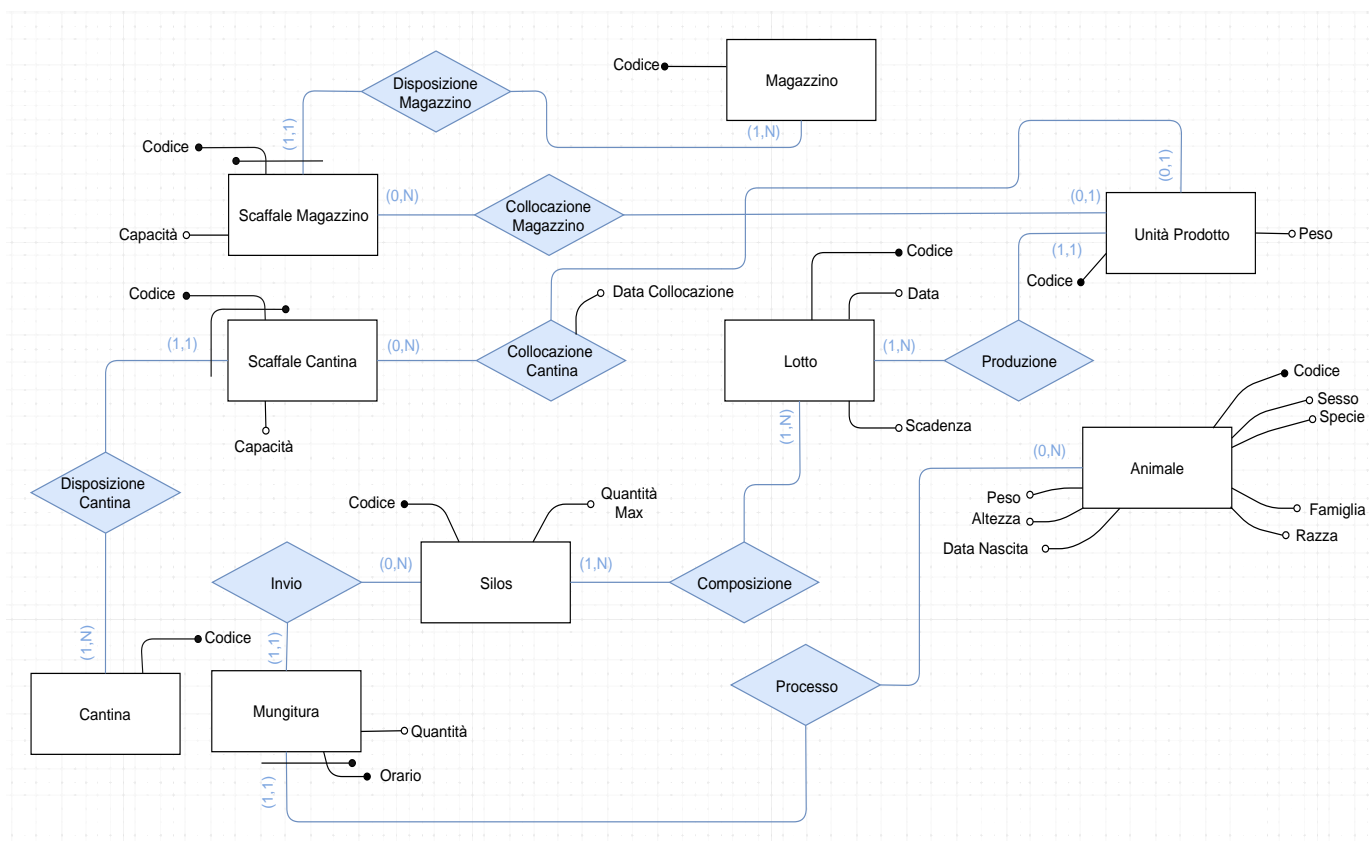 Codice
Magazzino
Disposizione
Magazzino
(1,1)
(1,N)
Codice
(0,1)
Scaffale Magazzino
(0,N)
Collocazione
Magazzino
(0,1)
Capacità
Unità Prodotto
Peso
(1,1)
Codice
Codice
Data
Codice
Data Collocazione
(1,1)
Scaffale Cantina
(0,N)
Collocazione
Cantina
Lotto
(1,N)
Produzione
Capacità
(1,N)
Scadenza
Codice
Sesso
Specie
(0,N)
Animale
Peso
Altezza
Data Nascita
Famiglia
Razza
Disposizione
Cantina
Codice
Quantità
Max
Invio
(0,N)
Silos
(1,N)
Composizione
(1,N)
Codice
(1,1)
Cantina
Mungitura
Quantità
Orario
(1,1)
Processo